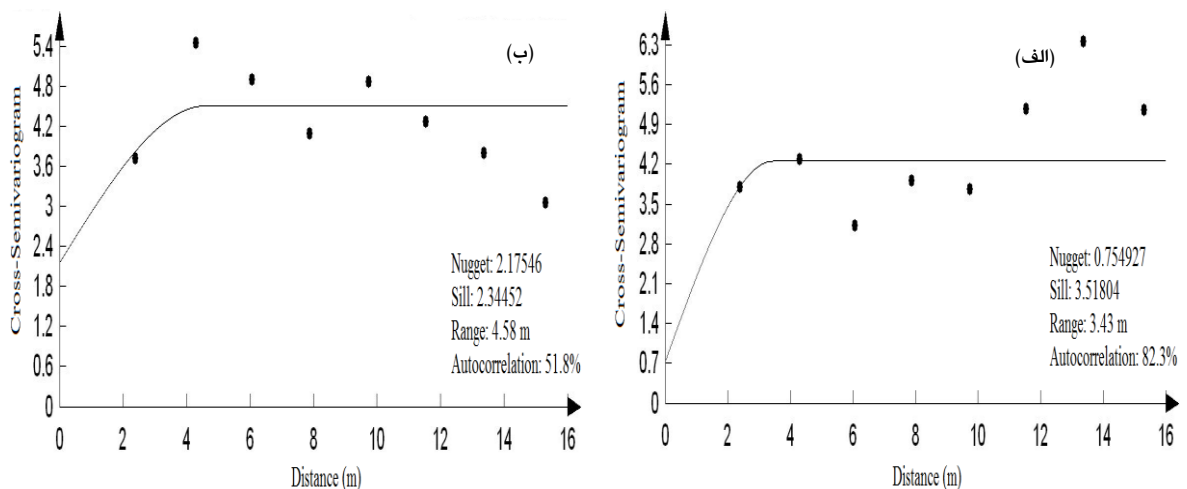 (ب)
5.4
4.8
4.2
3.6
3
2.4
1.8
1.2
0.6
0
Cross-Semivariogram
Nugget: 2.17546
Sill: 2.34452
Range: 4.58 m
Autocorrelation: 51.8%
0 2 4 6 8 10 12 14 16
Distance (m)
(الف)
6.3
5.6
4.9
4.2
3.5
2.8
2.1
1.4
0.7
0
Cross-Semivariogram
Nugget: 0.754927
Sill: 3.51804
Range: 3.43 m
Autocorrelation: 82.3%
0 2 4 6 8 10 12 14 16
Distance (m)